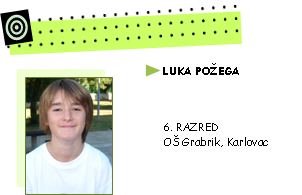 LUKA POŽEGA
6. RAZRED
OŠ Grabrik, Karlovac